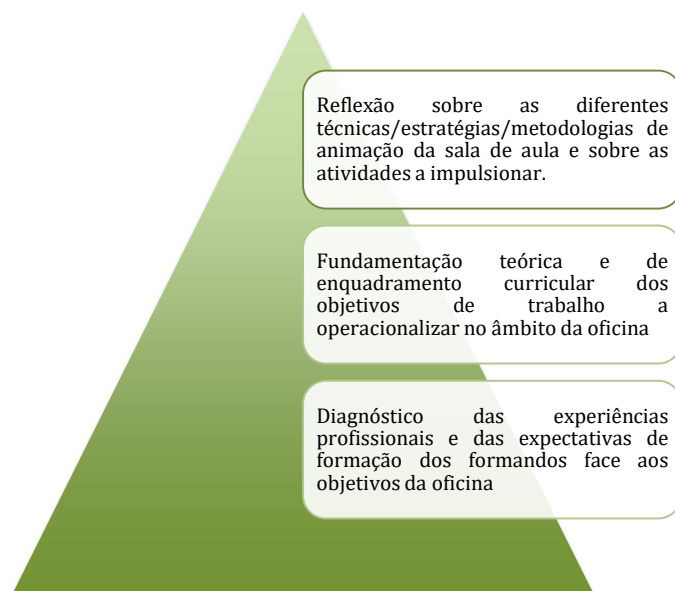 Reflexão sobre as diferentes
técnicas/estratégias/metodologias de
animação da sala de aula e sobre as
atividades a impulsionar.
Fundamentação teórica e de
enquadramento curricular dos
objetivos de trabalho a
operacionalizar no âmbito da oficina
Diagnóstico das experiências
profissionais e das expectativas de
formação dos formandos face aos
objetivos da oficina